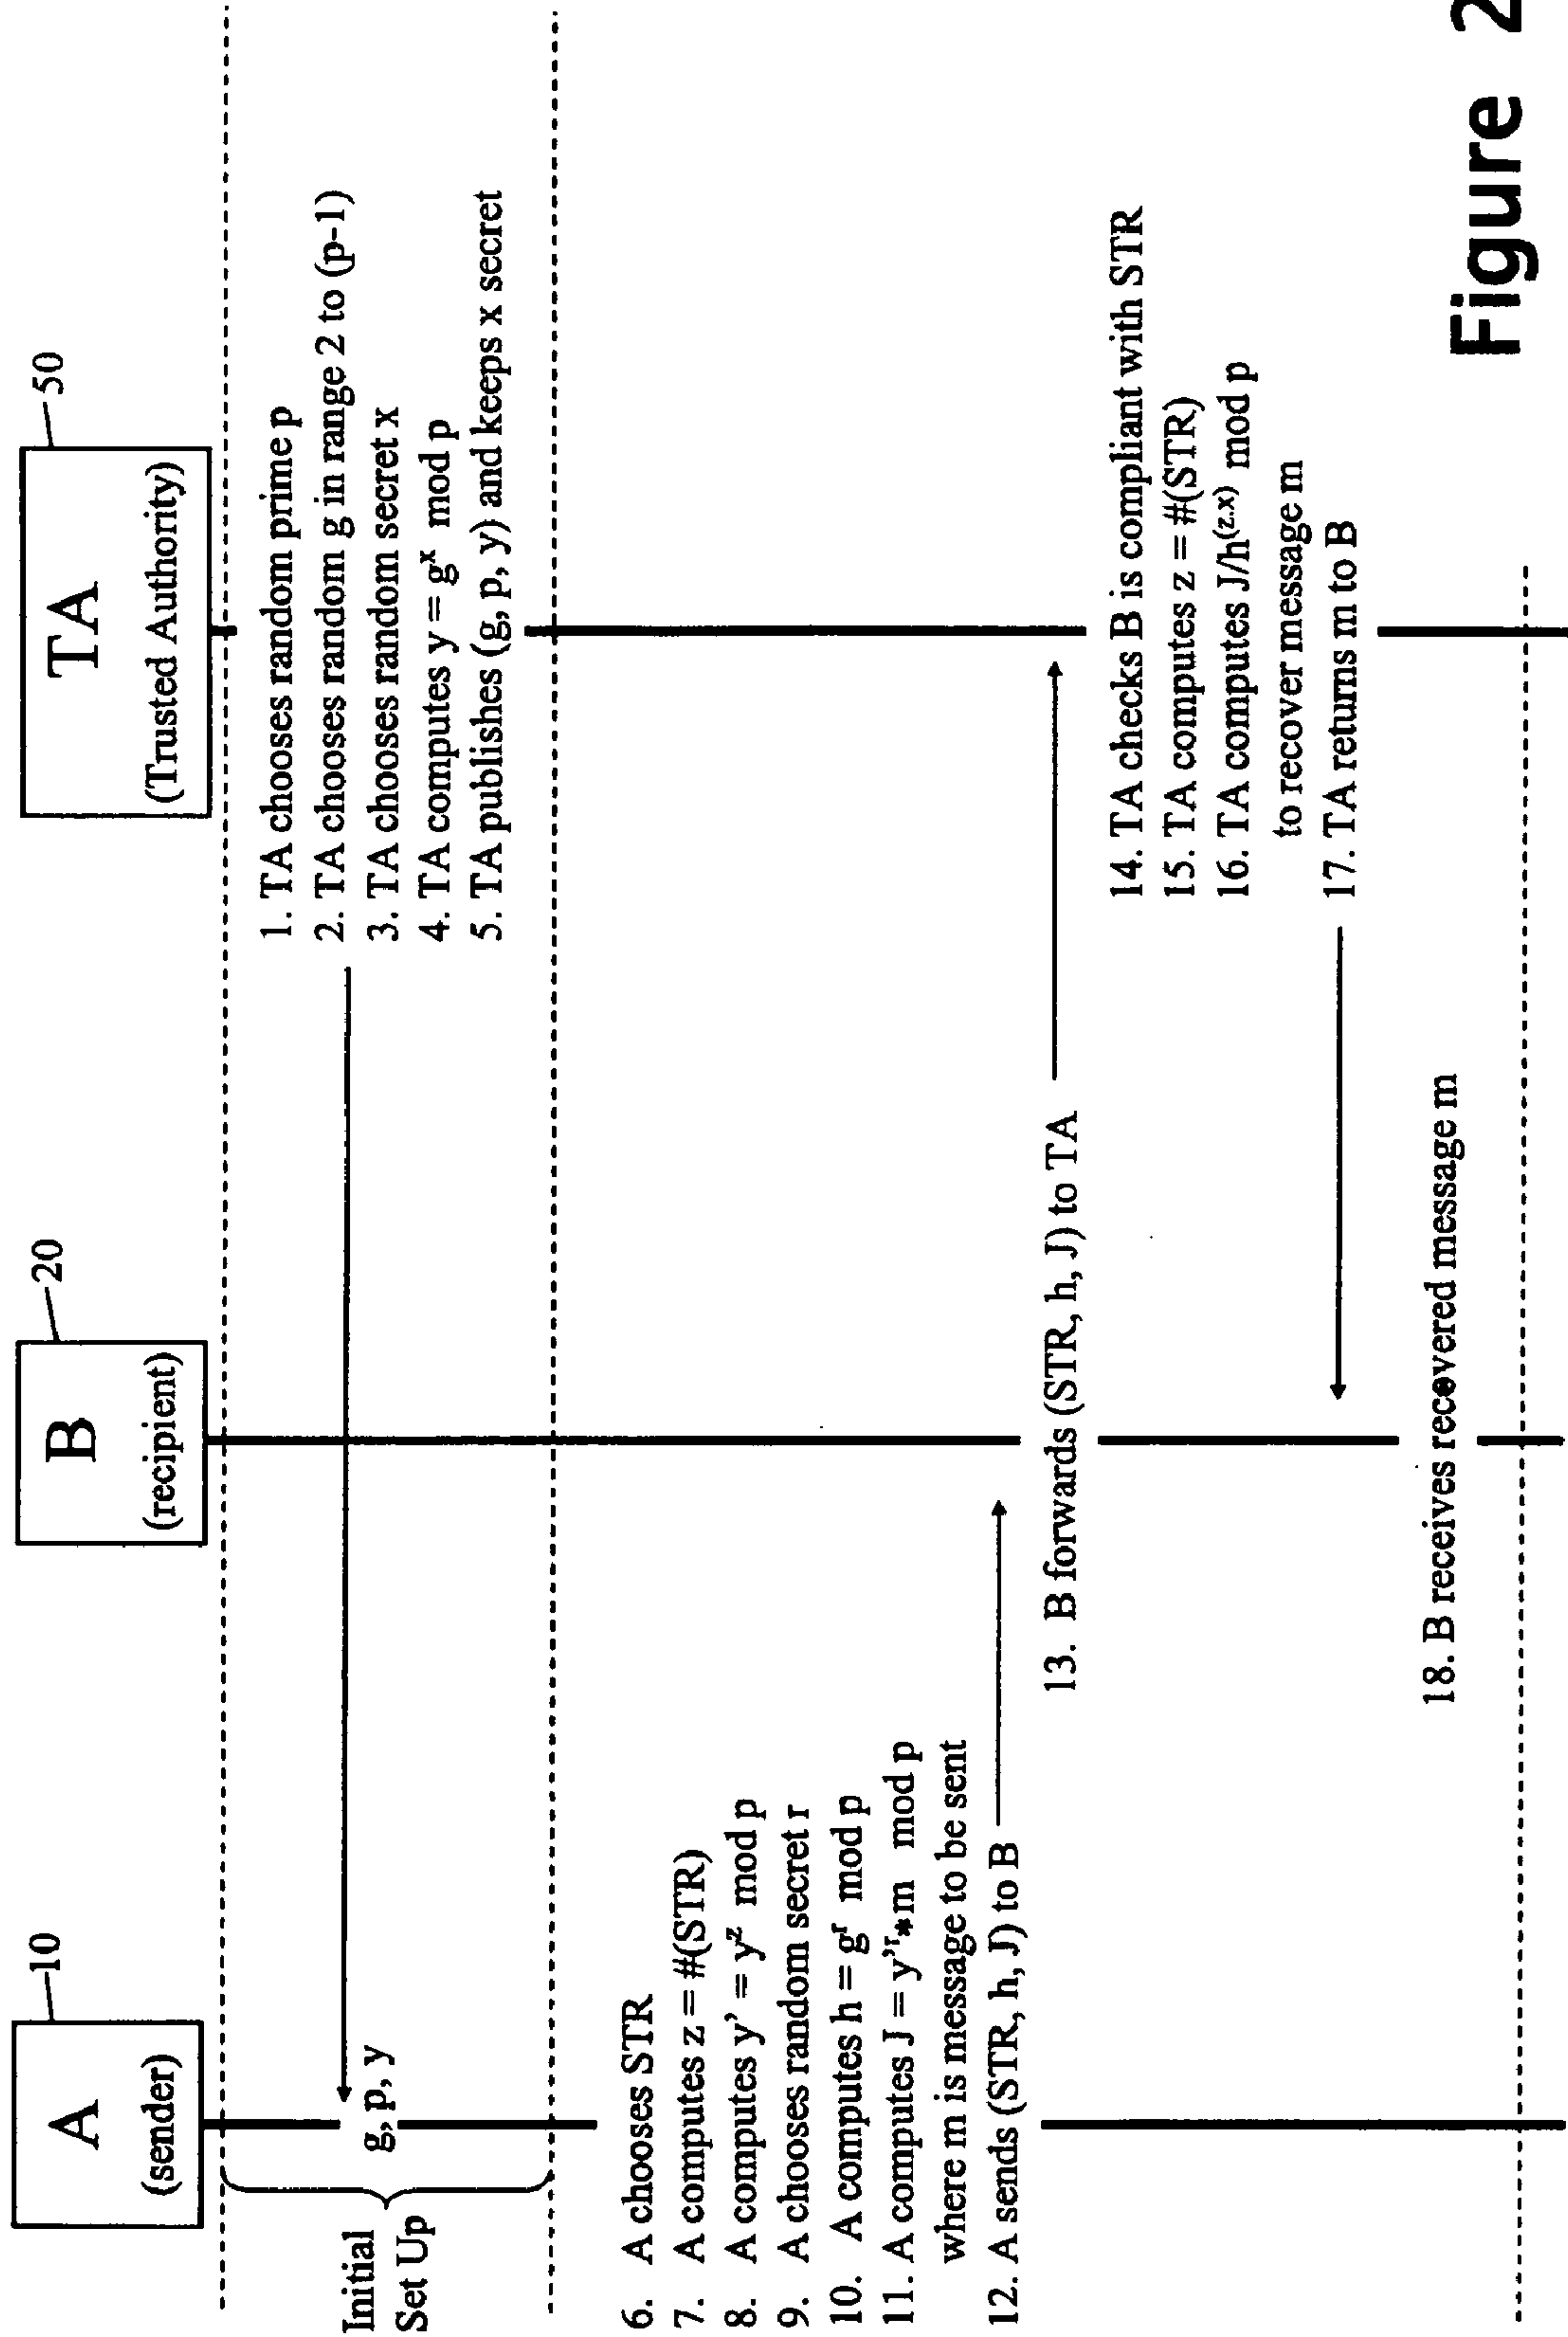 A
(sender)
10
B
(recipient)
20
TA
(Trusted Authority)
50
Initial
Set Up
g, p, y
1. TA chooses random prime p
2. TA chooses random g in range 2 to (p-1)
3. TA chooses random secret x
4. TA computes y = g^x mod p
5. TA publishes (g, p, y) and keeps x secret
6. A chooses STR
7. A computes z = #(STR)
8. A computes y' = y^z mod p
9. A chooses random secret r
10. A computes h = g^r mod p
11. A computes J = y'^r*m mod p
where m is message to be sent
12. A sends (STR, h, J) to B
13. B forwards (STR, h, J) to TA
14. TA checks B is compliant with STR
15. TA computes z = #(STR)
16. TA computes J/h^(z.x) mod p
to recover message m
17. TA returns m to B
18. B receives recovered message m
Figure 2